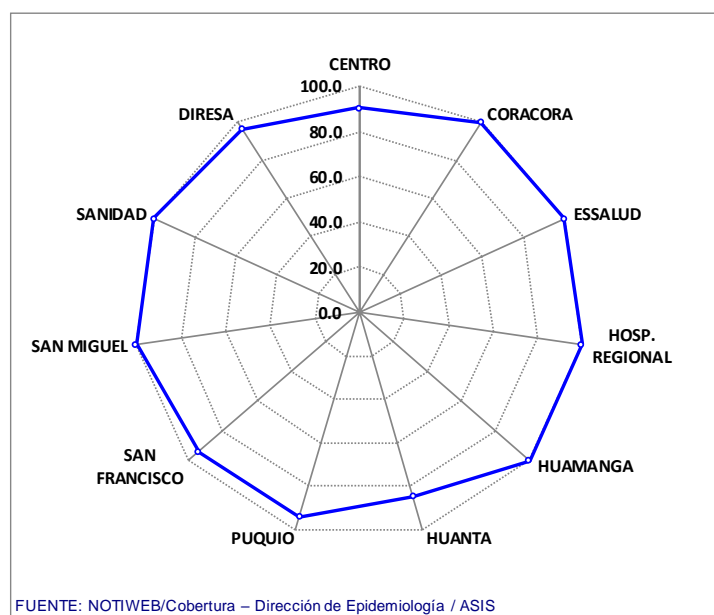 CENTRO
100.0
DIRESA
CORACORA
80.0
60.0
SANIDAD
ESSALUD
40.0
20.0
0.0
SAN MIGUEL
HOSP.
REGIONAL
SAN
FRANCISCO
HUAMANGA
PUQUIO
HUANTA
FUENTE: NOTIWEB/Cobertura – Dirección de Epidemiología / ASIS